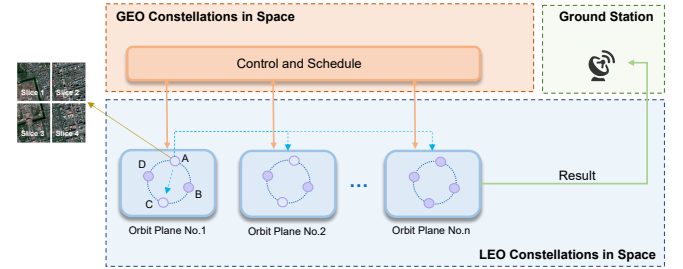 GEO Constellations in Space
Ground Station
Control and Schedule
Slice 1
Slice 2
Slice 3
Slice 4
A
D
B
C
...
Result
Orbit Plane No.1
Orbit Plane No.2
Orbit Plane No.n
LEO Constellations in Space